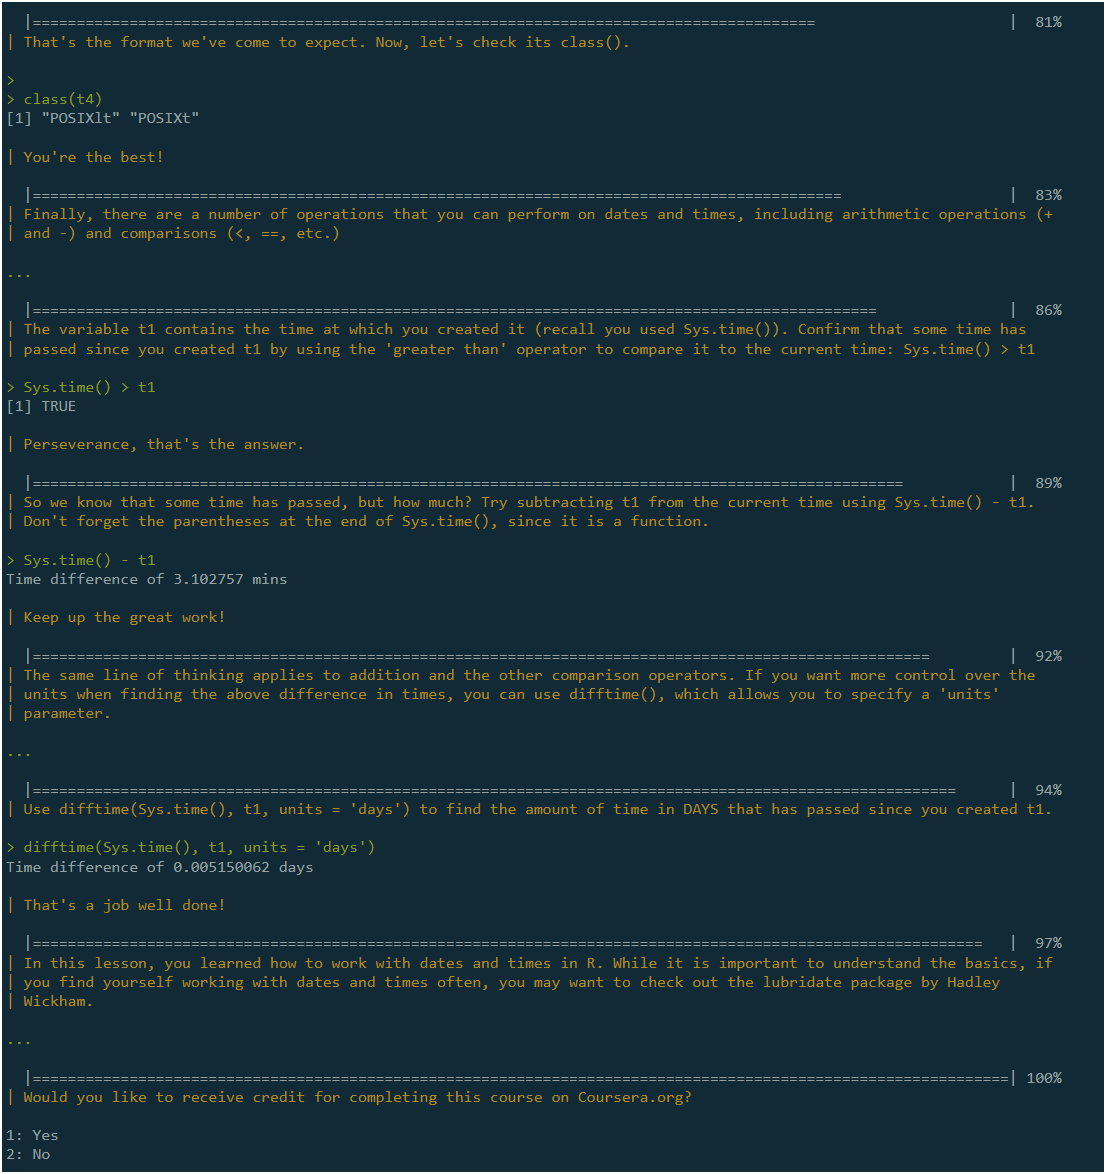 |========================================================================================= | 81%
| That's the format we've come to expect. Now, let's check its class().
>
> class(t4)
[1] "POSIXlt" "POSIXt"
| You're the best!
|============================================================================================ | 83%
| Finally, there are a number of operations that you can perform on dates and times, including arithmetic operations (+
| and -) and comparisons (<, ==, etc.)
...
|================================================================================================ | 86%
| The variable t1 contains the time at which you created it (recall you used Sys.time()). Confirm that some time has
| passed since you created t1 by using the 'greater than' operator to compare it to the current time: Sys.time() > t1
> Sys.time() > t1
[1] TRUE
| Perseverance, that's the answer.
|=================================================================================================== | 89%
| So we know that some time has passed, but how much? Try subtracting t1 from the current time using Sys.time() - t1.
| Don't forget the parentheses at the end of Sys.time(), since it is a function.
> Sys.time() - t1
Time difference of 3.102757 mins
| Keep up the great work!
|====================================================================================================== | 92%
| The same line of thinking applies to addition and the other comparison operators. If you want more control over the
| units when finding the above difference in times, you can use difftime(), which allows you to specify a 'units'
| parameter.
...
|========================================================================================================= | 94%
| Use difftime(Sys.time(), t1, units = 'days') to find the amount of time in DAYS that has passed since you created t1.
> difftime(Sys.time(), t1, units = 'days')
Time difference of 0.005150062 days
| That's a job well done!
|============================================================================================================ | 97%
| In this lesson, you learned how to work with dates and times in R. While it is important to understand the basics, if
| you find yourself working with dates and times often, you may want to check out the lubridate package by Hadley
| Wickham.
...
|===============================================================================================================| 100%
| Would you like to receive credit for completing this course on Coursera.org?
1: Yes
2: No